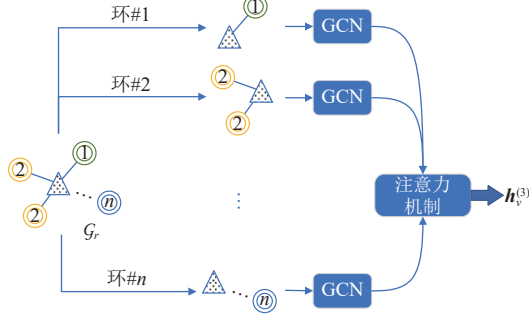 环#1
①
GCN
环#2
②
②
GCN
②
①
②
… ⓝ
𝒢r
⋮
注意力
机制
h_v^(3)
环#n
… ⓝ
GCN